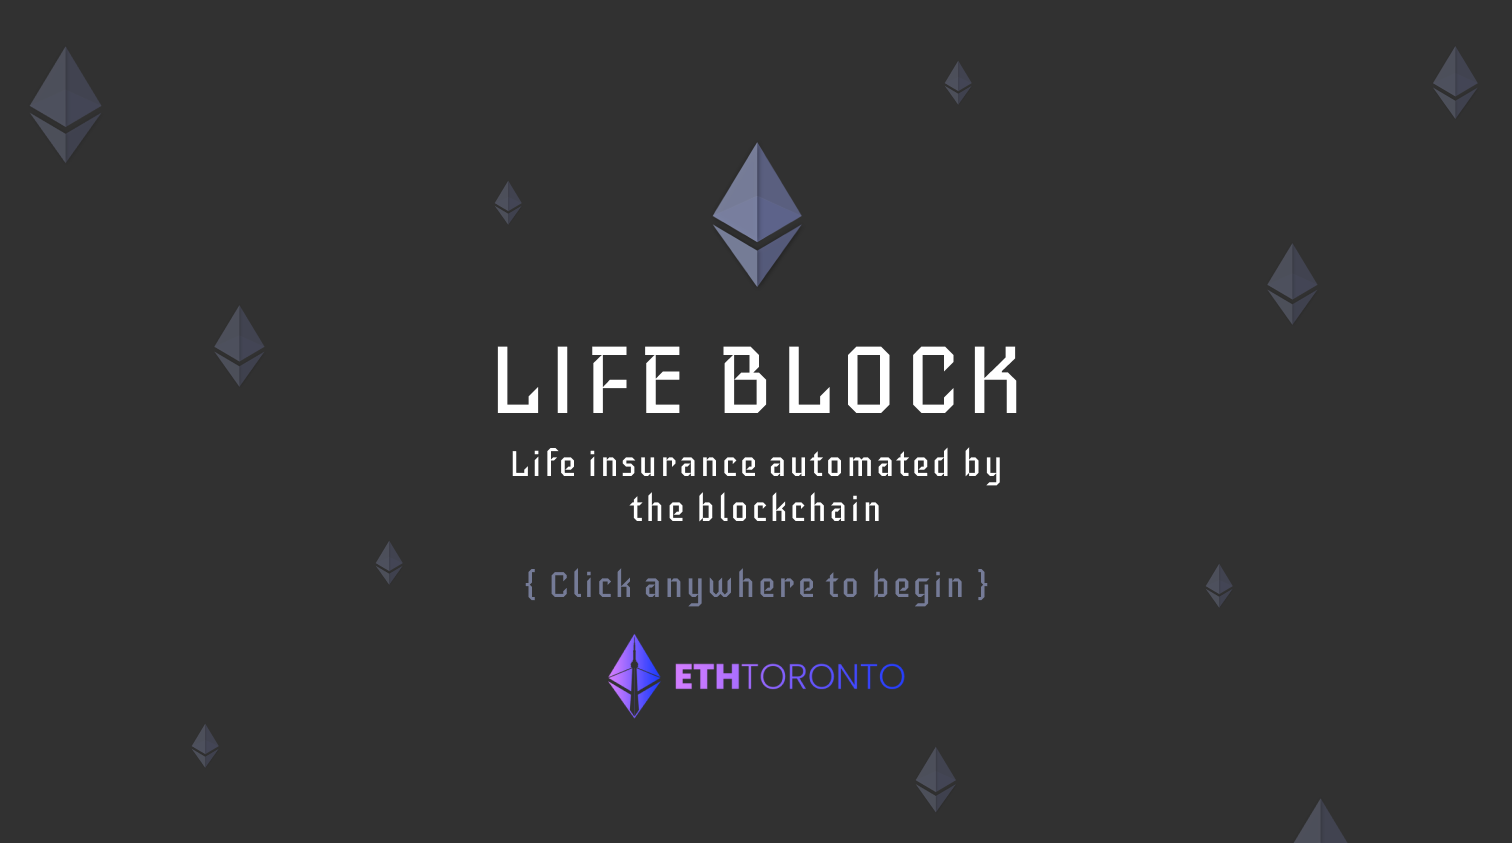 LIFE BLOCK
Life insurance automated by
the blockchain
{ Click anywhere to begin }
ETHTORONTO